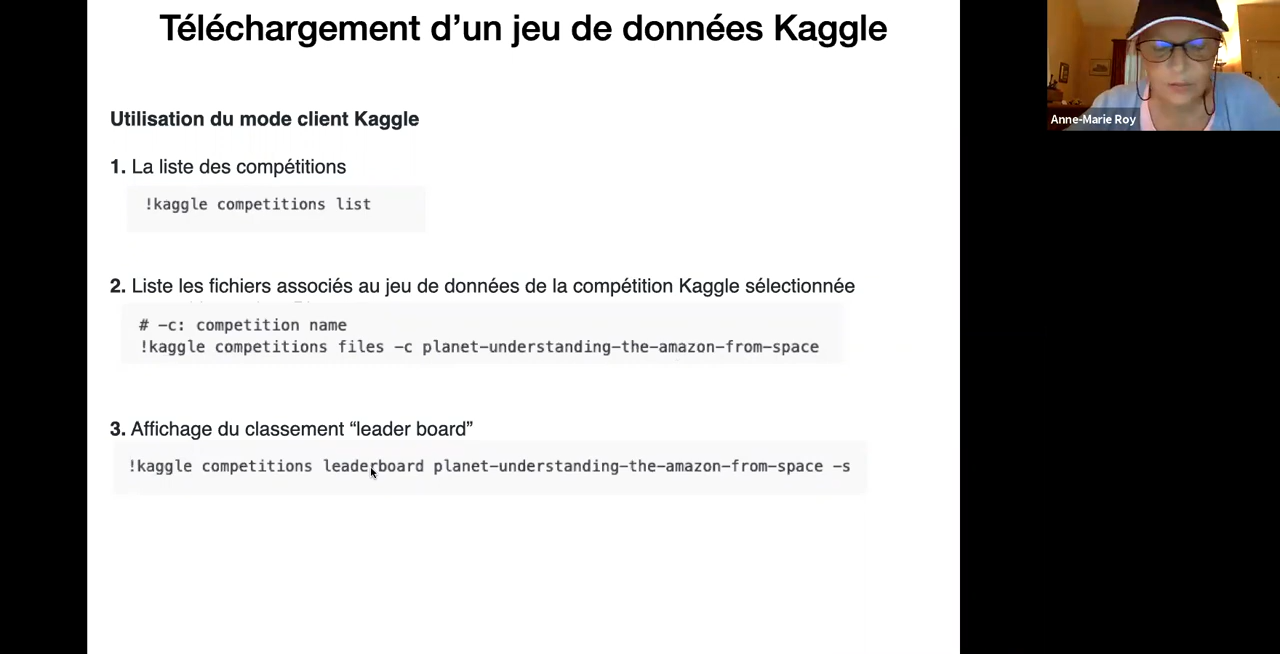 Téléchargement d’un jeu de données Kaggle
Anne-Marie Roy
Utilisation du mode client Kaggle
1. La liste des compétitions
!kaggle competitions list
2. Liste les fichiers associés au jeu de données de la compétition Kaggle sélectionnée
# -c: competition name
!kaggle competitions files -c planet-understanding-the-amazon-from-space
3. Affichage du classement “leader board”
!kaggle competitions leaderboard planet-understanding-the-amazon-from-space -s